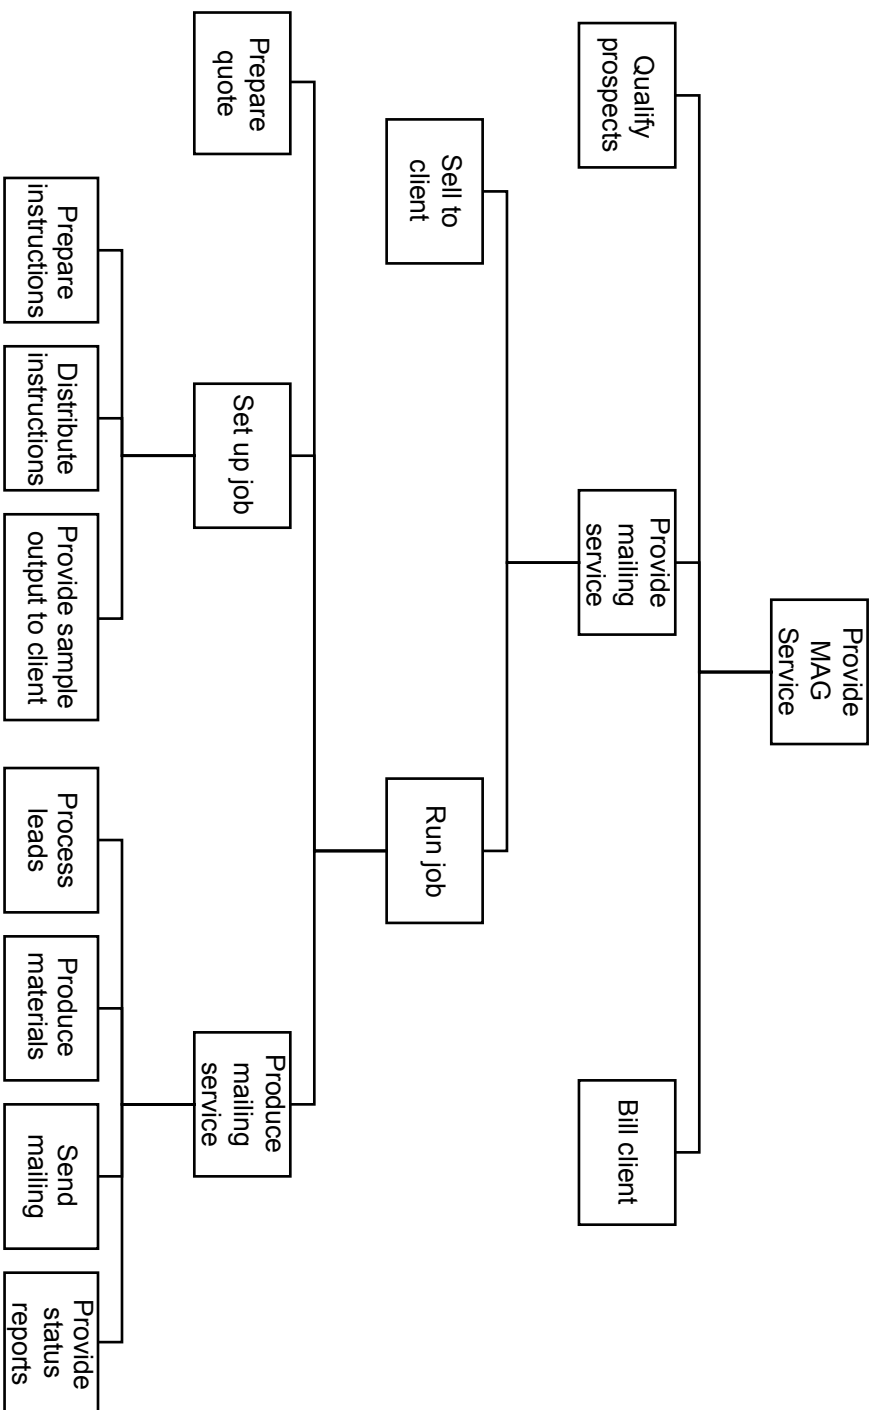 Provide
MAG
Service
Qualify
prospects
Provide
mailing
service
Bill client
Sell to
client
Run job
Prepare
quote
Set up job
Produce
mailing
service
Prepare
instructions
Distribute
instructions
Provide sample
output to client
Process
leads
Produce
materials
Send
mailing
Provide
status
reports